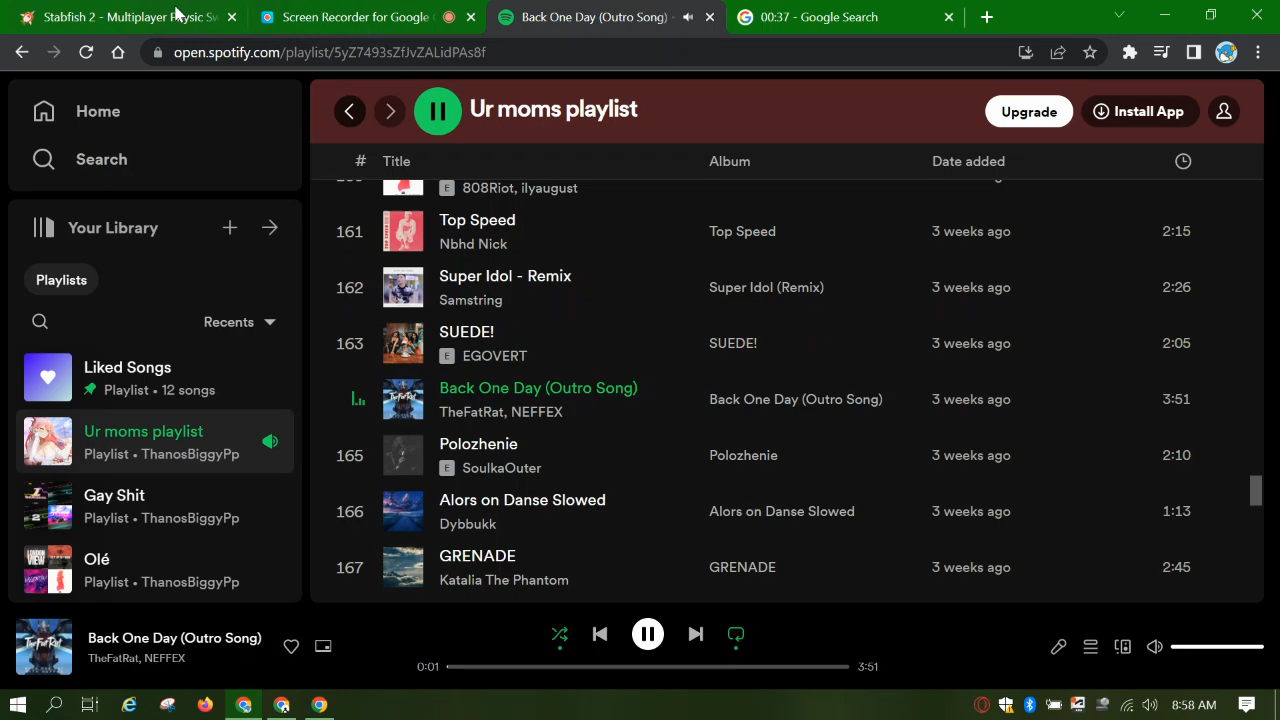 Stabfish 2 - Multiplayer Physic Sw
Screen Recorder for Google
Back One Day (Outro Song) -
00:37 - Google Search
open.spotify.com/playlist/5yZ7493sZfJvZALidPAs8f
Home
Search
Your Library
Playlists
Recents
Liked Songs
Playlist • 12 songs
Ur moms playlist
Playlist • ThanosBiggyPp
Gay Shit
Playlist • ThanosBiggyPp
Olé
Playlist • ThanosBiggyPp
Ur moms playlist
Upgrade
Install App
# Title Album Date added
E 808Riot, ilyaugust
161 Top Speed Top Speed 3 weeks ago 2:15
Nbhd Nick
162 Super Idol - Remix Super Idol (Remix) 3 weeks ago 2:26
Samstring
163 SUEDE! SUEDE! 3 weeks ago 2:05
E EGOVERT
Back One Day (Outro Song) Back One Day (Outro Song) 3 weeks ago 3:51
TheFatRat, NEFFEX
165 Polozhenie Polozhenie 3 weeks ago 2:10
E SoulkaOuter
166 Alors on Danse Slowed Alors on Danse Slowed 3 weeks ago 1:13
Dybbukk
167 GRENADE GRENADE 3 weeks ago 2:45
Katalia The Phantom
TheFatRat
Back One Day (Outro Song)
TheFatRat, NEFFEX
0:01 3:51
8:58 AM